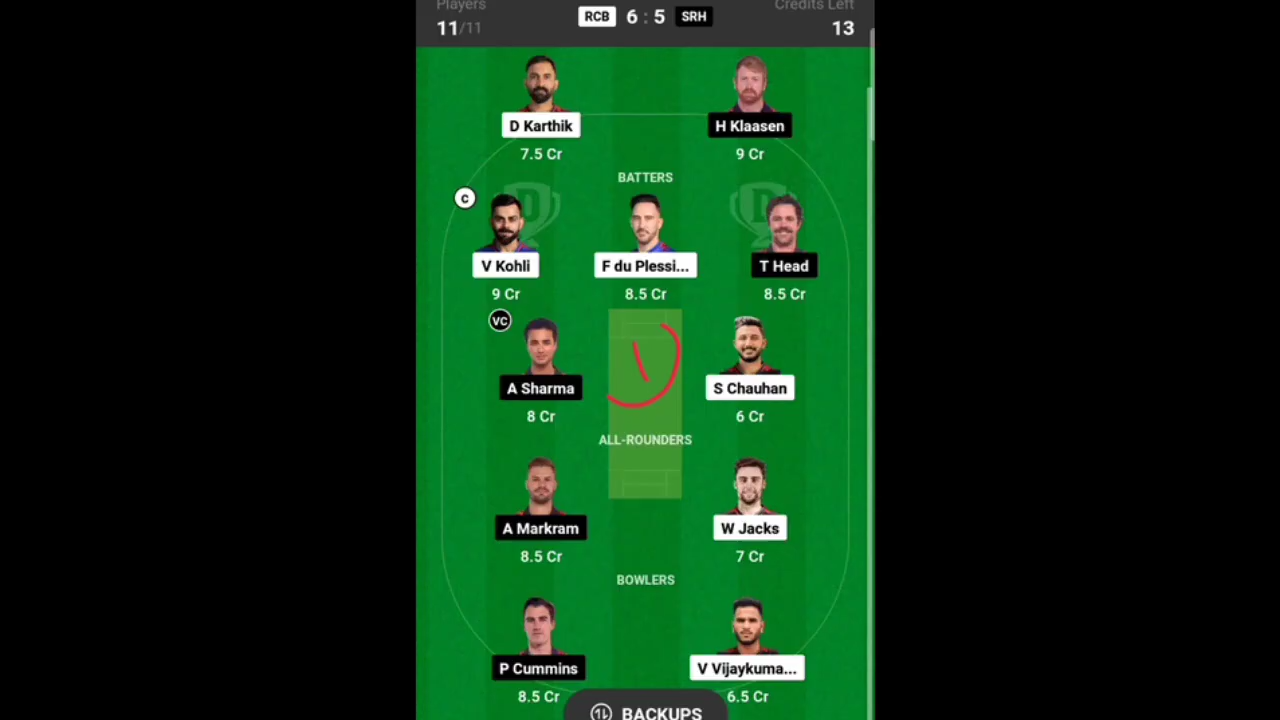 Players
Credits Left
11/11
RCB 6 : 5 SRH
13
D Karthik
H Klaasen
7.5 Cr
9 Cr
BATTERS
C
V Kohli
F du Plessi...
T Head
9 Cr
8.5 Cr
8.5 Cr
VC
A Sharma
S Chauhan
8 Cr
6 Cr
ALL-ROUNDERS
A Markram
W Jacks
8.5 Cr
7 Cr
BOWLERS
P Cummins
V Vijaykuma...
8.5 Cr
6.5 Cr
BACKUPS